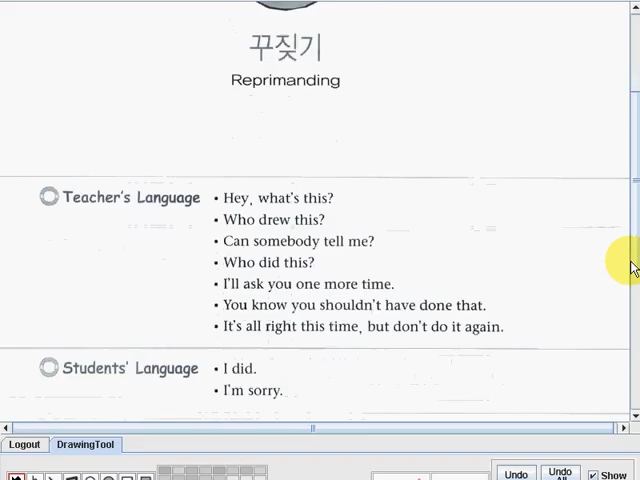 꾸짖기
Reprimanding
Teacher's Language
• Hey, what's this?
• Who drew this?
• Can somebody tell me?
• Who did this?
• I'll ask you one more time.
• You know you shouldn't have done that.
• It's all right this time, but don't do it again.
Students' Language
• I did.
• I'm sorry.
Logout
DrawingTool
Undo
Undo All
Show